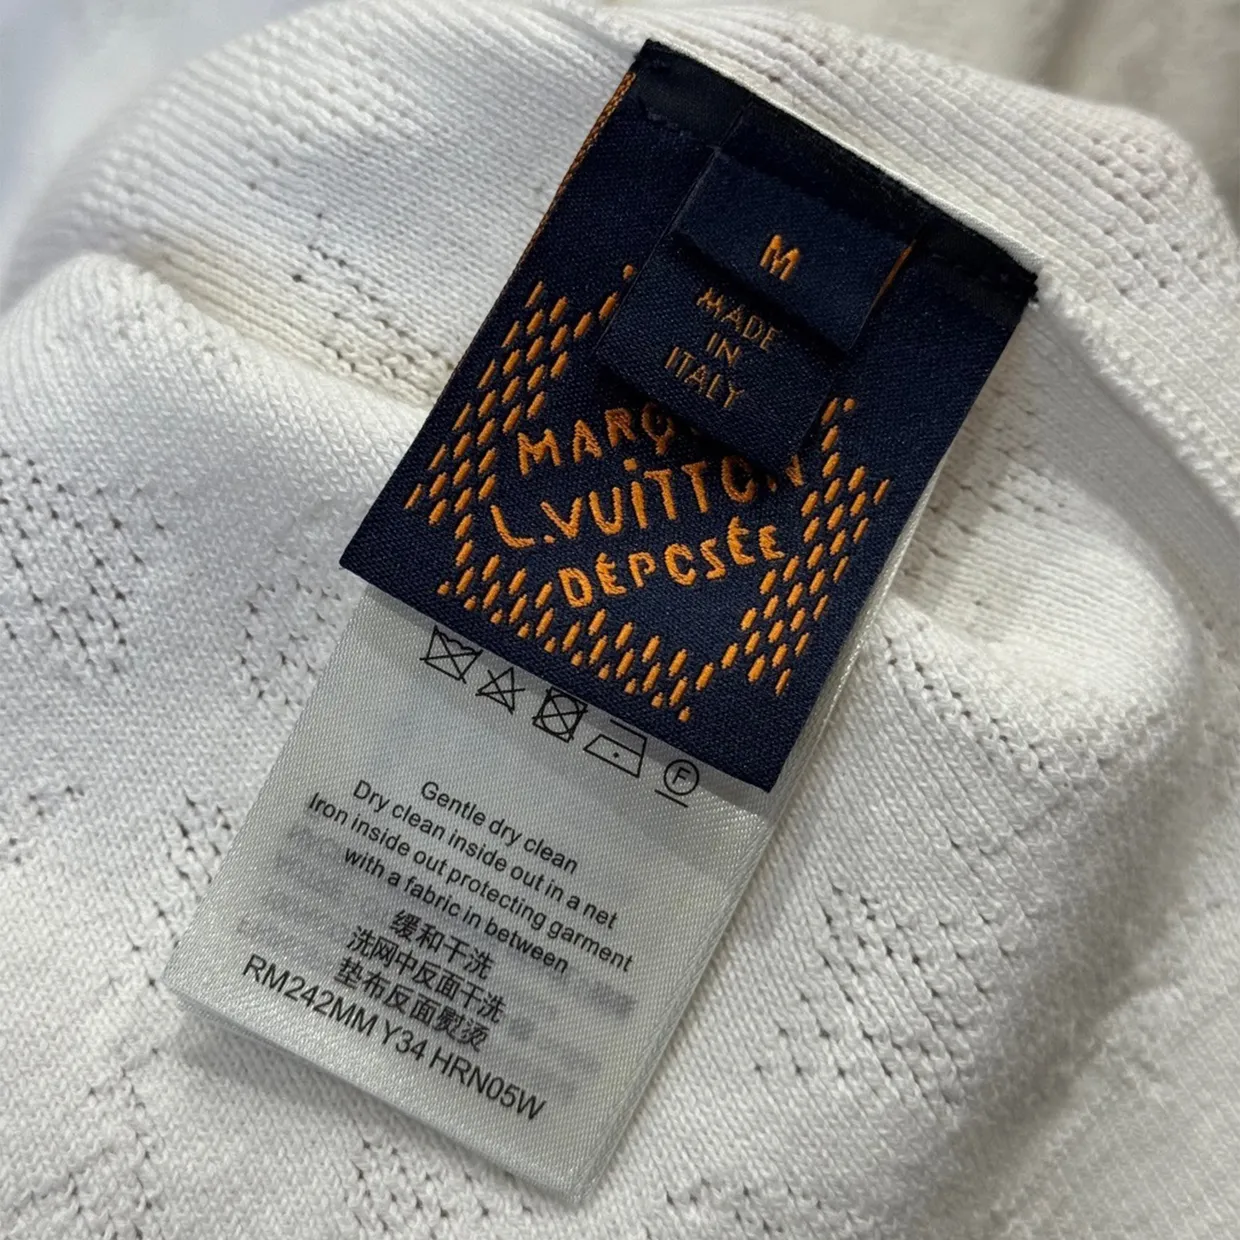 M
MADE
IN
ITALY
L.VUiTTON
DÉPOSÉE
F
Gentle dry clean
Dry clean inside out in a net
Iron inside out protecting garment
with a fabric in between
缓和干洗
洗网中反面干洗
垫布反面熨烫
RM242MM Y34 HRN05W